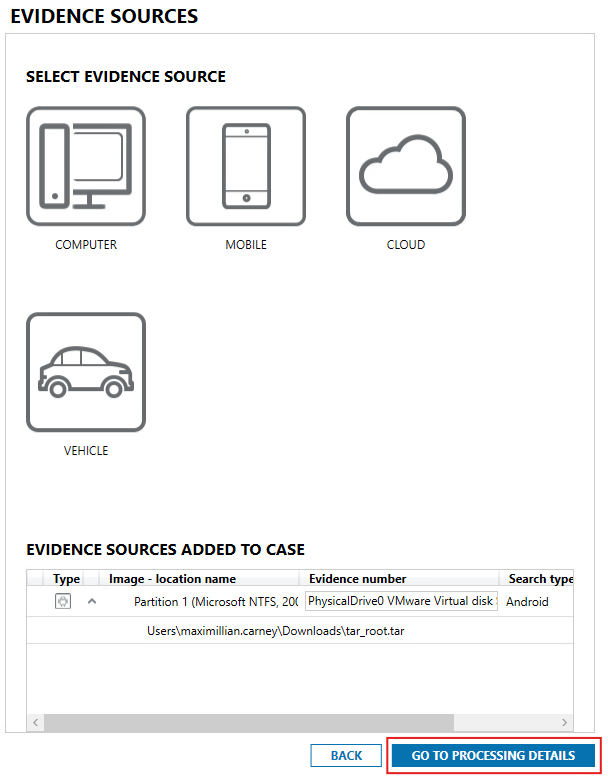 EVIDENCE SOURCES
SELECT EVIDENCE SOURCE
COMPUTER MOBILE CLOUD
VEHICLE
EVIDENCE SOURCES ADDED TO CASE
Type Image - location name Evidence number Search type
Partition 1 (Microsoft NTFS, 200 PhysicalDrive0 VMware Virtual disk Android
Users\maximillian.carney\Downloads\tar_root.tar
BACK GO TO PROCESSING DETAILS